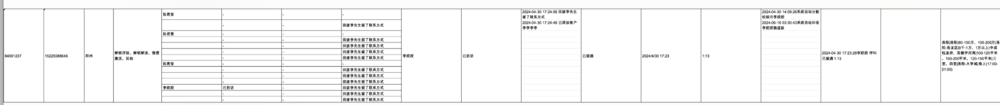 阮君莹 - - -
- - 回拨李先生留了联系方式
阮君莹 - - -
- - 回拨李先生留了联系方式
- - 回拨李先生留了联系方式
- - 回拨李先生留了联系方式
- - 回拨李先生留了联系方式
阮君莹 - - -
- - 回拨李先生留了联系方式
- - 回拨李先生留了联系方式
- - 回拨李先生留了联系方式
李姣姣 已到访 - 回拨李先生留了联系方式
- - 回拨李先生留了联系方式
- - 回拨李先生留了联系方式
84091237
15225088646
郑州
解锁评测、解锁解读、微信
激活、其他
李姣姣
已到访
2024-04-30 17:24:58 回拨李先生
留了联系方式
2024-04-30 17:24:48 已添加客户
李李李李
已接通
2024/4/30 17:23
1:13
2024-04-30 14:09:26系统自动分配
给顾问李姣姣
2024-06-16 03:30:43系统自动回收
李姣姣微直拨
2024-04-30 17:23:28李姣姣 呼叫
已接通 1:13
洛阳|洛阳|80-100万、100-200万|洛
阳-洛龙区|9千-1万、1万以上|中成
钰泷府、浩德伊河湾|100-120平米
、150-200平米、120-150平米|三
室、四室|洛阳-大学城|晚上(17:00-
21:00)